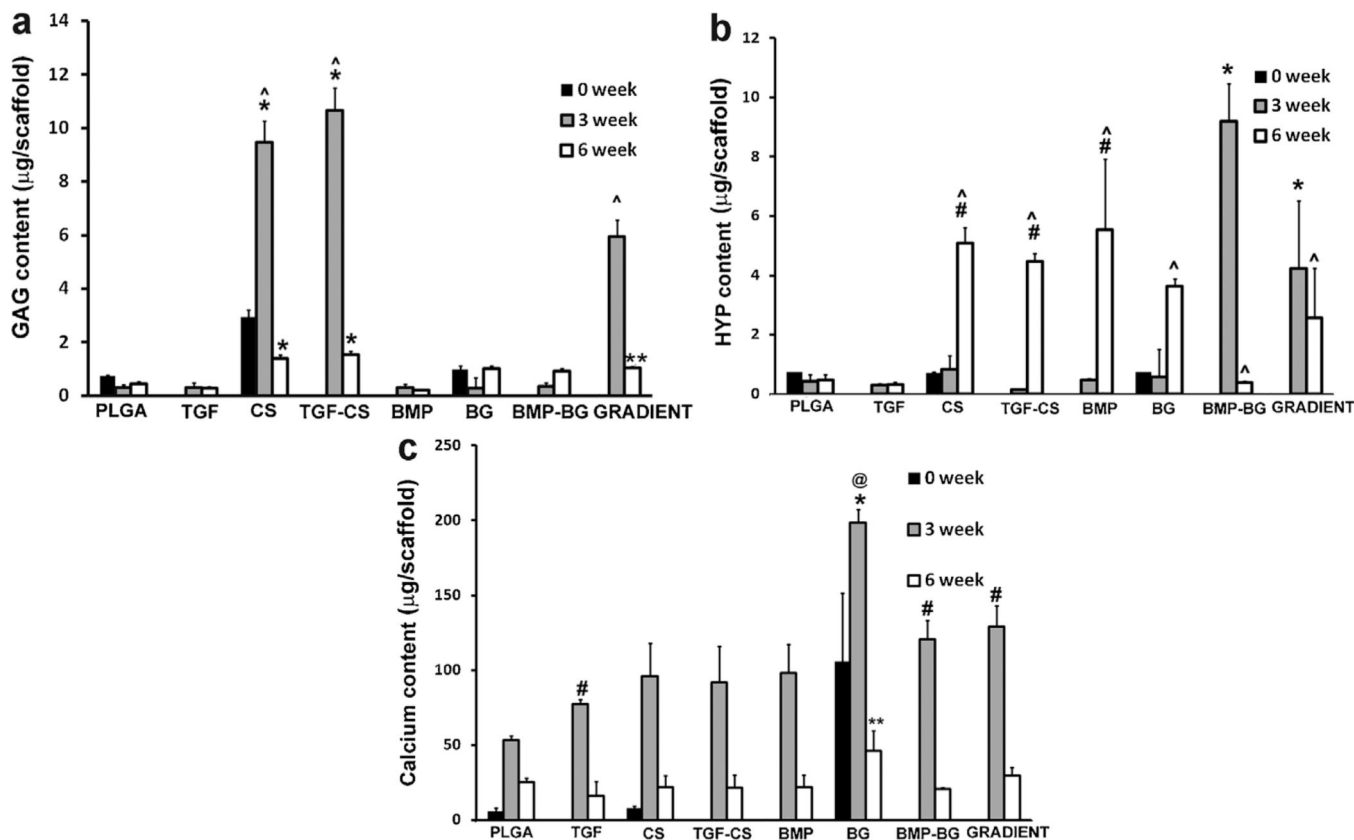 a
GAG content (µg/scaffold)
14
12
10
8
6
4
2
0
^
*
^
*
*
*
^
**
0 week
3 week
6 week
PLGA TGF CS TGF-CS BMP BG BMP-BG GRADIENT
b
HYP content (µg/scaffold)
12
10
8
6
4
2
0
^
#
^
#
^
#
^
*
^
*
^
0 week
3 week
6 week
PLGA TGF CS TGF-CS BMP BG BMP-BG GRADIENT
c
Calcium content (µg/scaffold)
250
200
150
100
50
0
#
@
*
**
#
#
0 week
3 week
6 week
PLGA TGF CS TGF-CS BMP BG BMP-BG GRADIENT